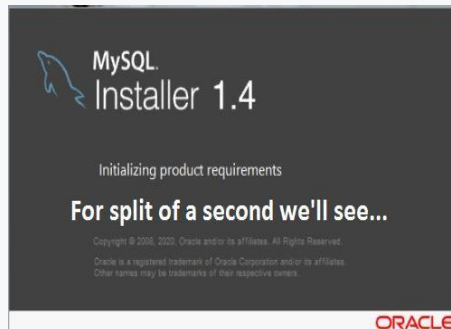 MySQL.
Installer 1.4
Initializing product requirements
For split of a second we'll see...
Copyright © 2008, 2020, Oracle and/or its affiliates. All Rights Reserved.
Oracle is a registered trademark of Oracle Corporation and/or its affiliates.
Other names may be trademarks of their respective owners.
ORACLE